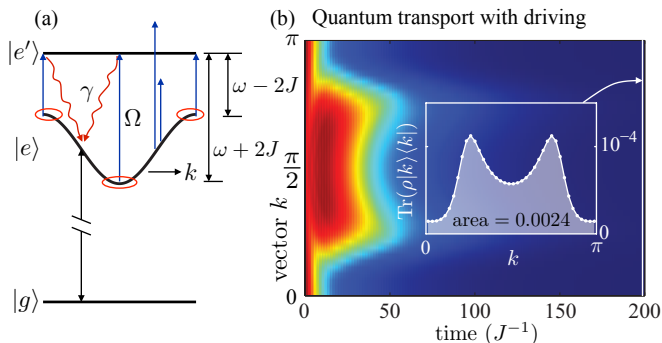 (a)
|e'⟩
γ
Ω
ω − 2J
ω + 2J
|e⟩
k
|g⟩
(b) Quantum transport with driving
π
π/2
0
vector k
Tr(ρ|k⟩⟨k|)
10⁻⁴
0
area = 0.0024
0 π
k
0 50 100 150 200
time (J⁻¹)